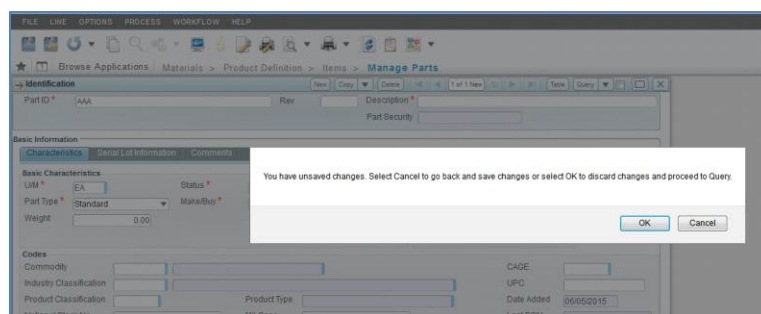 FILE LINE OPTIONS PROCESS WORKFLOW HELP
Browse Applications Materials > Product Definition > Items > Manage Parts
Identification New Copy Delete 1 of 1 New Table Query
Part ID * AAA Rev Description *
Part Security
Basic Information
Characteristics Serial Lot Information Comments
Basic Characteristics
U/M * EA Status *
Part Type * Standard Make/Buy *
Weight 0.00
You have unsaved changes. Select Cancel to go back and save changes or select OK to discard changes and proceed to Query.
OK Cancel
Codes
Commodity CAGE
Industry Classification UPC
Product Classification Product Type Date Added 06/05/2015